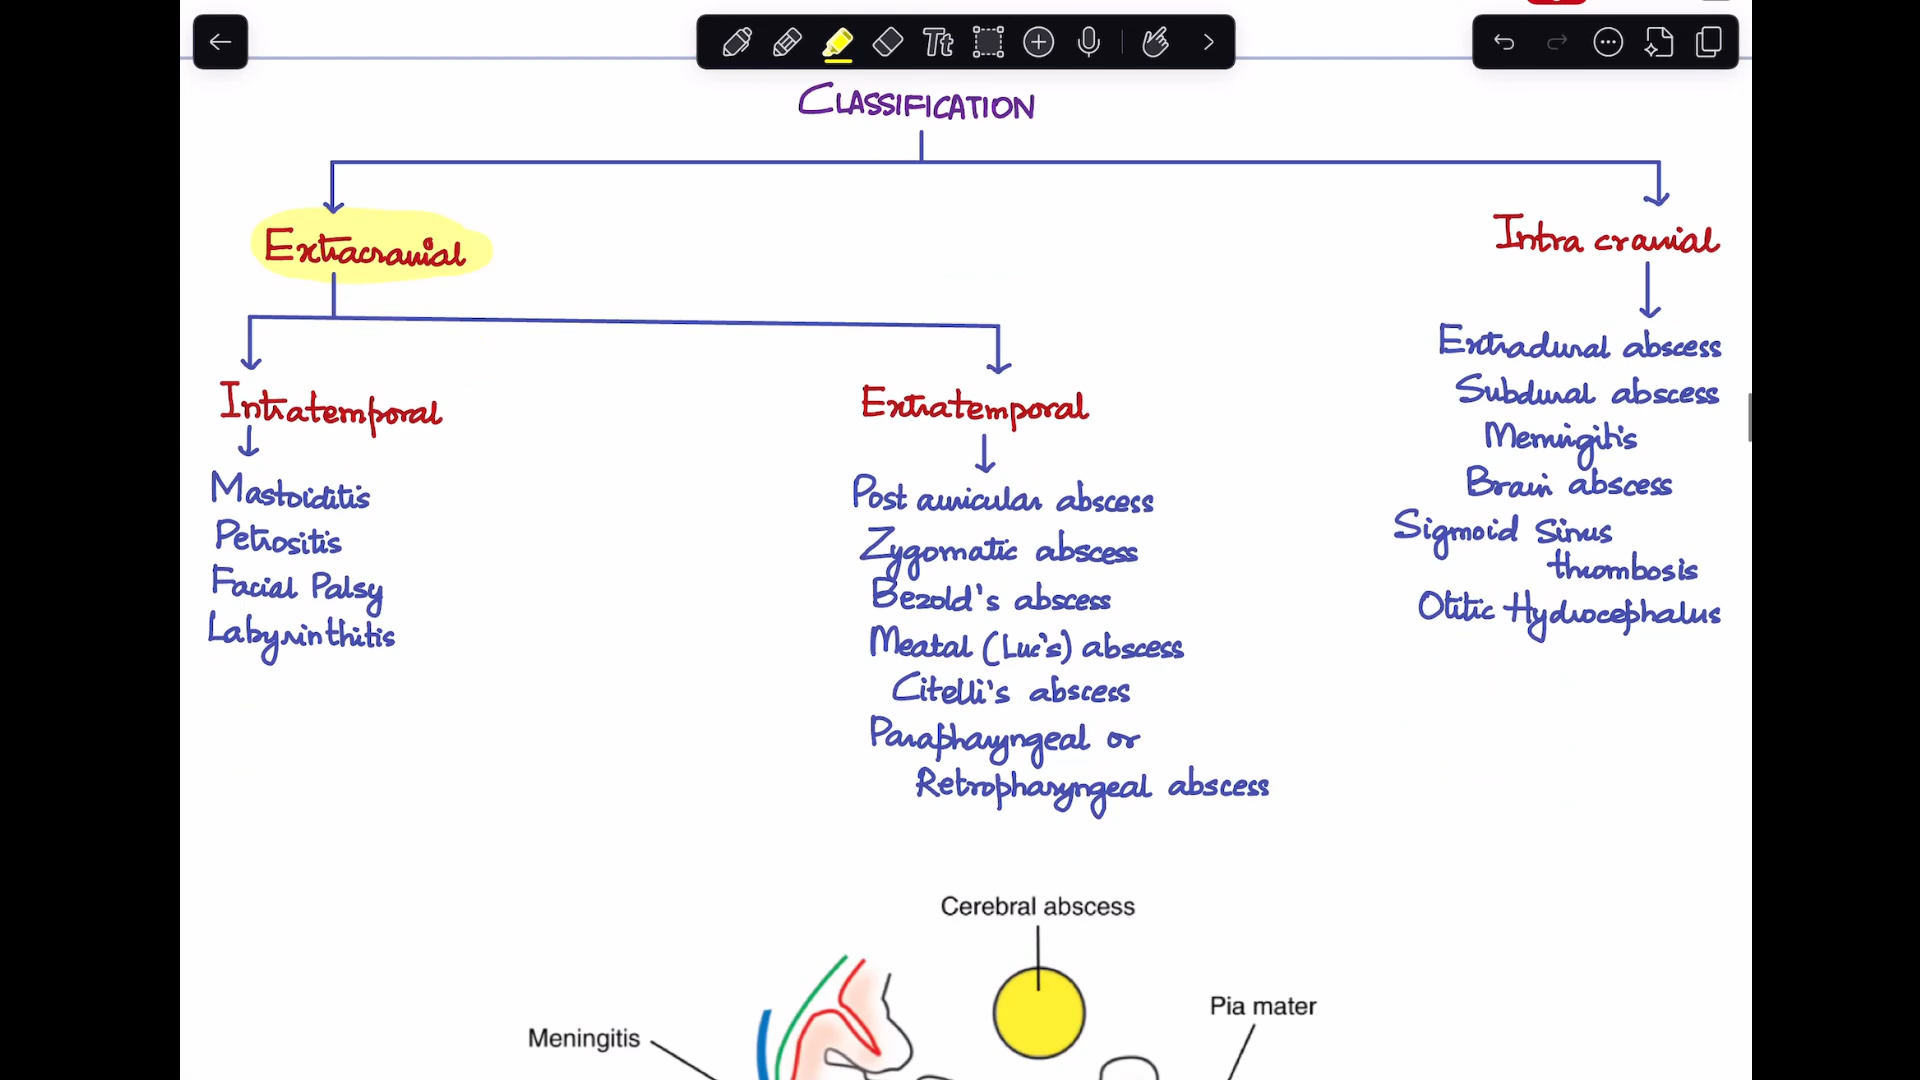 Tt
CLASSIFICATION
Extracranial
Intra cranial
Intratemporal
Mastoiditis
Petrositis
Facial Palsy
Labyrinthitis
Extratemporal
Post auricular abscess
Zygomatic abscess
Bezold's abscess
Meatal (Luc's) abscess
Citelli's abscess
Parapharyngeal or
Retropharyngeal abscess
Extradural abscess
Subdural abscess
Meningitis
Brain abscess
Sigmoid Sinus
thrombosis
Otitic Hydrocephalus
Cerebral abscess
Pia mater
Meningitis